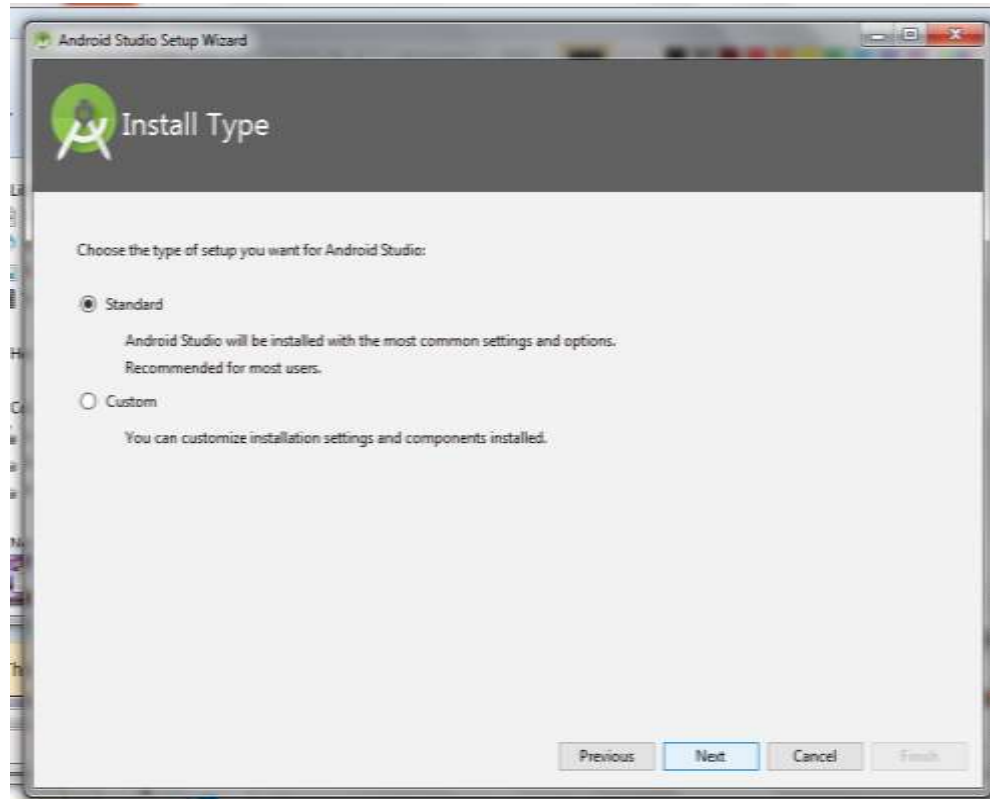 Android Studio Setup Wizard
Install Type
Choose the type of setup you want for Android Studio:
Standard
Android Studio will be installed with the most common settings and options.
Recommended for most users.
Custom
You can customize installation settings and components installed.
Previous
Next
Cancel
Finish